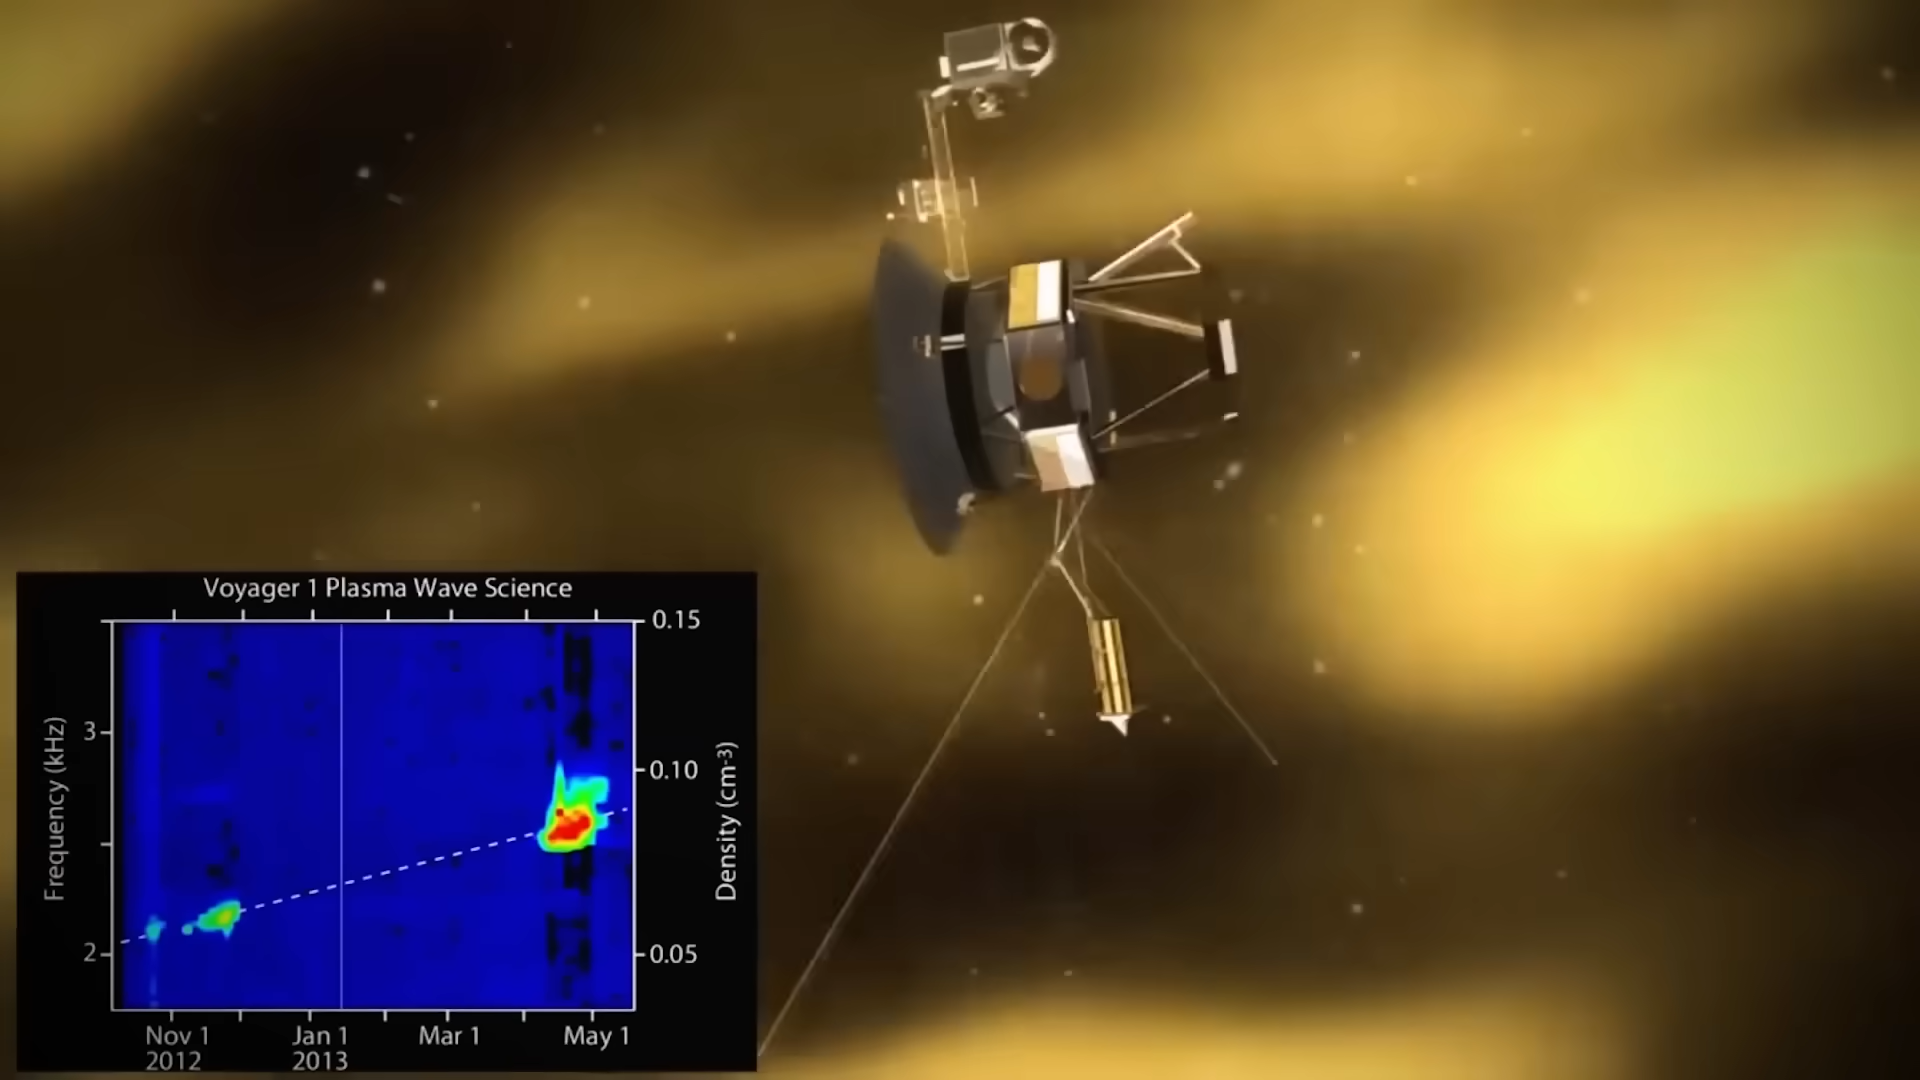 Voyager 1 Plasma Wave Science
0.15
3
0.10
2
0.05
Frequency (kHz)
Density (cm-3)
Nov 1 Jan 1 Mar 1 May 1
2012 2013